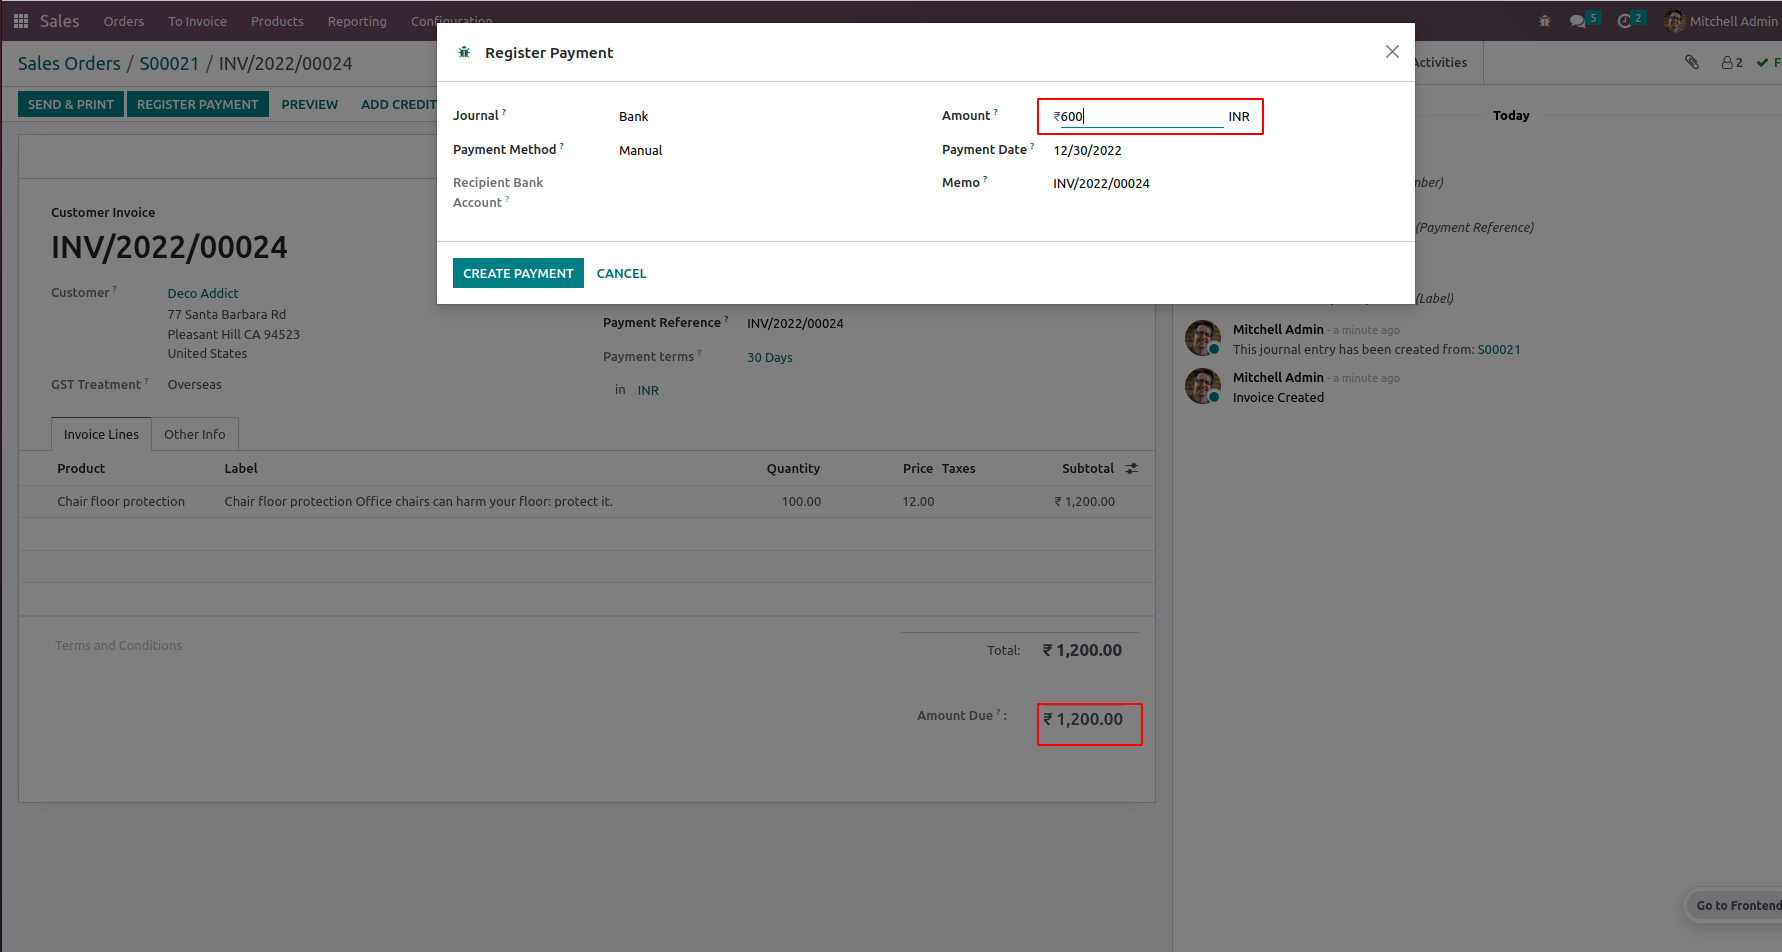 Sales Orders To Invoice Products Reporting Configuration 5 2 Mitchell Admin
Sales Orders / S00021 / INV/2022/00024
Activities 2
SEND & PRINT REGISTER PAYMENT PREVIEW ADD CREDIT
Register Payment
Journal ? Bank
Amount ? ₹600 INR
Payment Method ? Manual
Payment Date ? 12/30/2022
Recipient Bank
Account ?
Memo ? INV/2022/00024
CREATE PAYMENT CANCEL
Customer Invoice
INV/2022/00024
Customer ? Deco Addict
77 Santa Barbara Rd
Pleasant Hill CA 94523
United States
GST Treatment ? Overseas
Payment Reference ? INV/2022/00024
Payment terms ? 30 Days
in INR
Invoice Lines Other Info
Product Label Quantity Price Taxes Subtotal
Chair floor protection Chair floor protection Office chairs can harm your floor: protect it. 100.00 12.00 ₹ 1,200.00
Terms and Conditions
Total: ₹ 1,200.00
Amount Due ? : ₹ 1,200.00
Today
(Payment Reference)
(Label)
Mitchell Admin - a minute ago
This journal entry has been created from: S00021
Mitchell Admin - a minute ago
Invoice Created
Go to Frontend